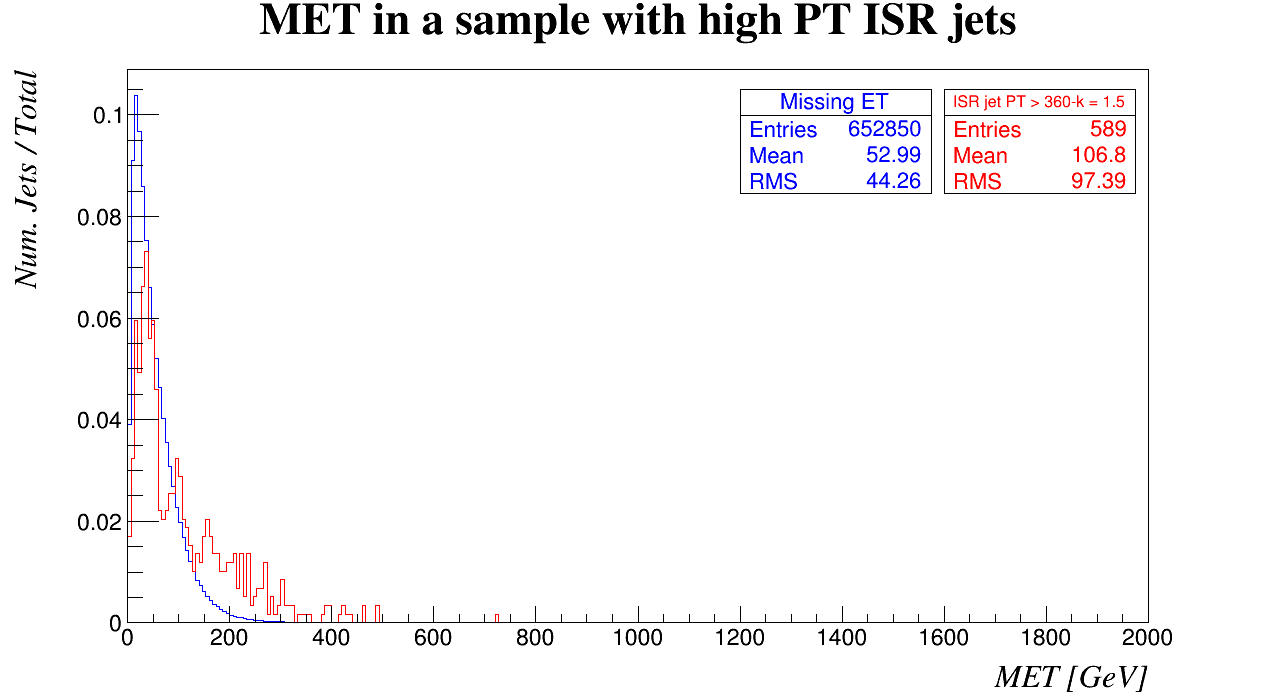 MET in a sample with high PT ISR jets
Num. Jets / Total
Missing ET
Entries 652850
Mean 52.99
RMS 44.26
ISR jet PT > 360-k = 1.5
Entries 589
Mean 106.8
RMS 97.39
0.1
0.08
0.06
0.04
0.02
0
0 200 400 600 800 1000 1200 1400 1600 1800 2000
MET [GeV]